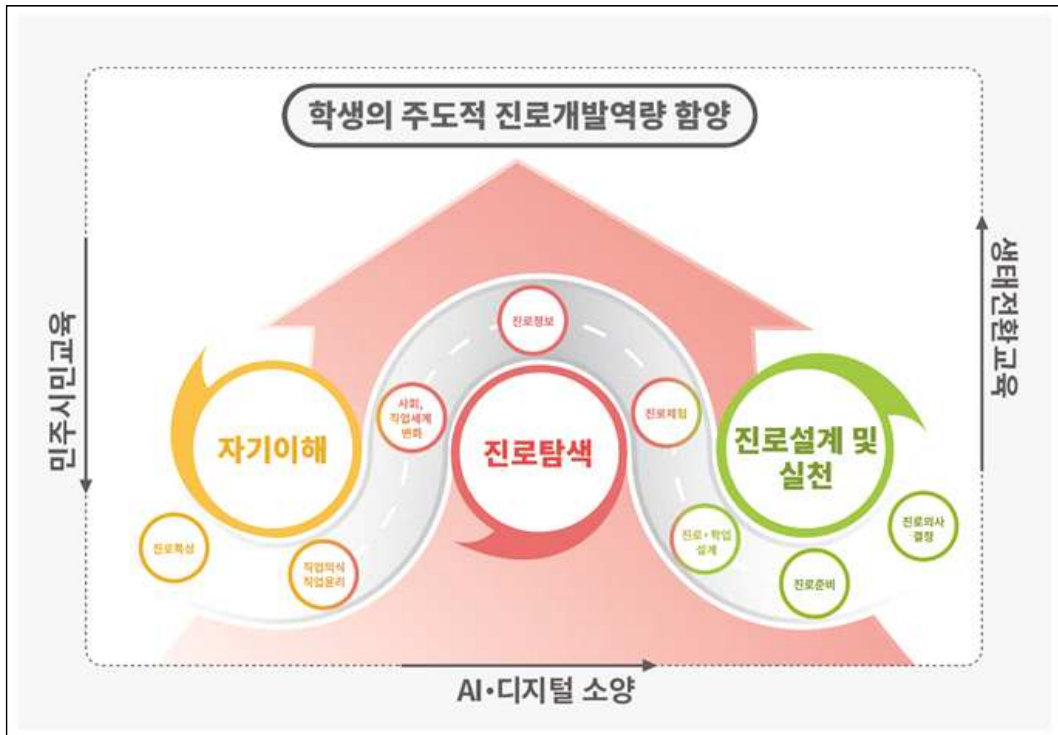 학생의 주도적 진로개발역량 함양
민주시민교육
생태전환교육
진로정보
사회,
직업세계
변화
진로체험
자기이해
진로탐색
진로설계 및
실천
진로특성
직업의식
직업윤리
진로·학업
설계
진로준비
진로의사
결정
AI·디지털 소양